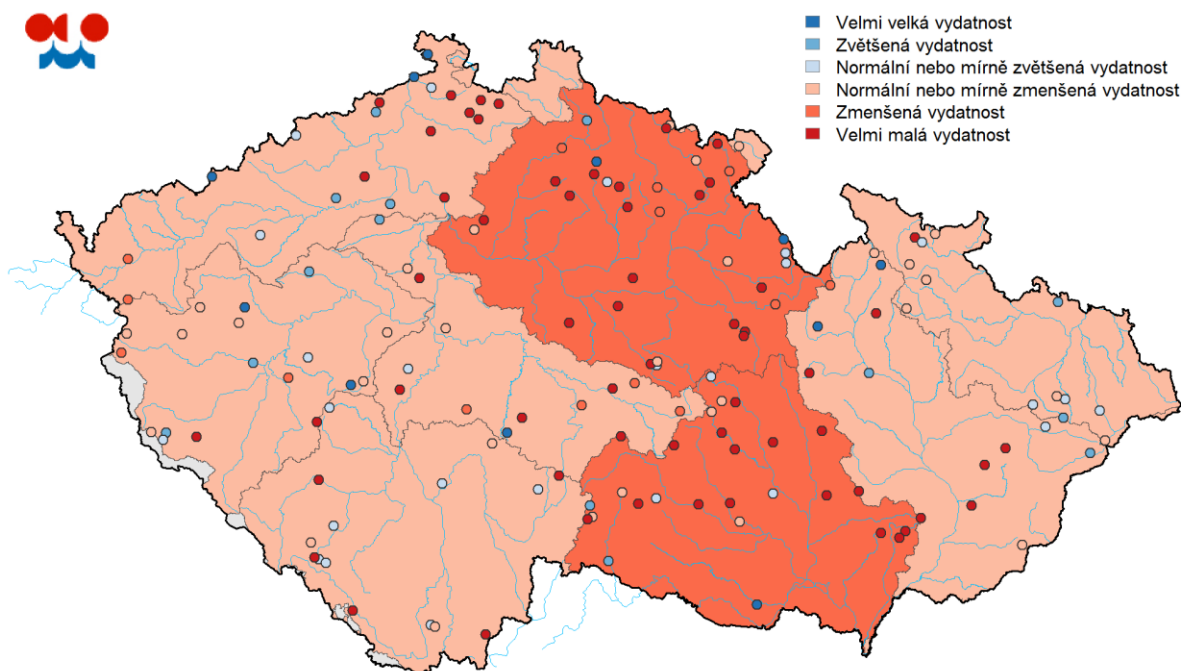 Velmi velká vydatnost
Zvětšená vydatnost
Normální nebo mírně zvětšená vydatnost
Normální nebo mírně zmenšená vydatnost
Zmenšená vydatnost
Velmi malá vydatnost